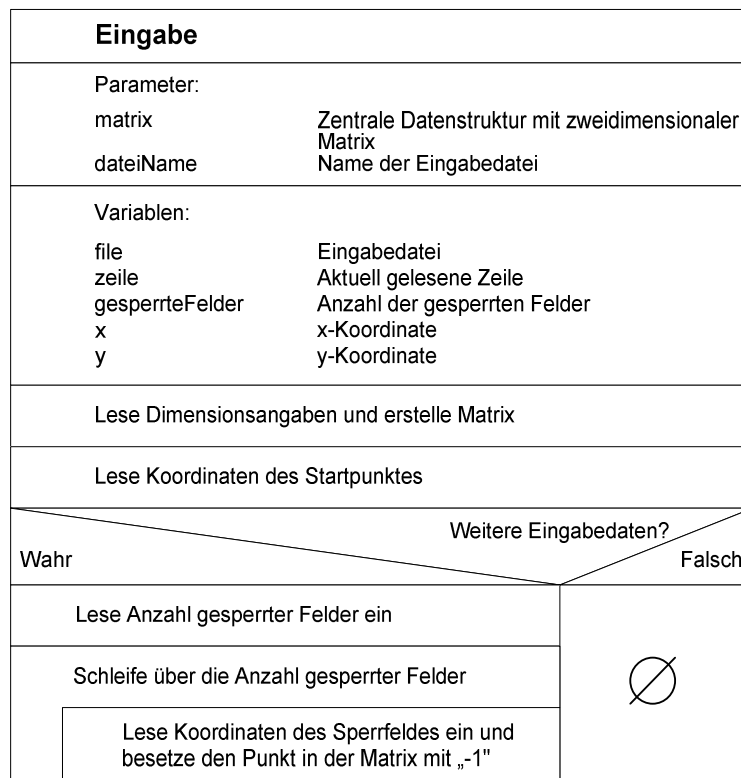 Eingabe
Parameter:
matrix Zentrale Datenstruktur mit zweidimensionaler
Matrix
dateiName Name der Eingabedatei
Variablen:
file Eingabedatei
zeile Aktuell gelesene Zeile
gesperrteFelder Anzahl der gesperrten Felder
x x-Koordinate
y y-Koordinate
Lese Dimensionsangaben und erstelle Matrix
Lese Koordinaten des Startpunktes
Weitere Eingabedaten?
Wahr Falsch
Lese Anzahl gesperrter Felder ein
Schleife über die Anzahl gesperrter Felder
Lese Koordinaten des Sperrfeldes ein und
besetze den Punkt in der Matrix mit „-1"